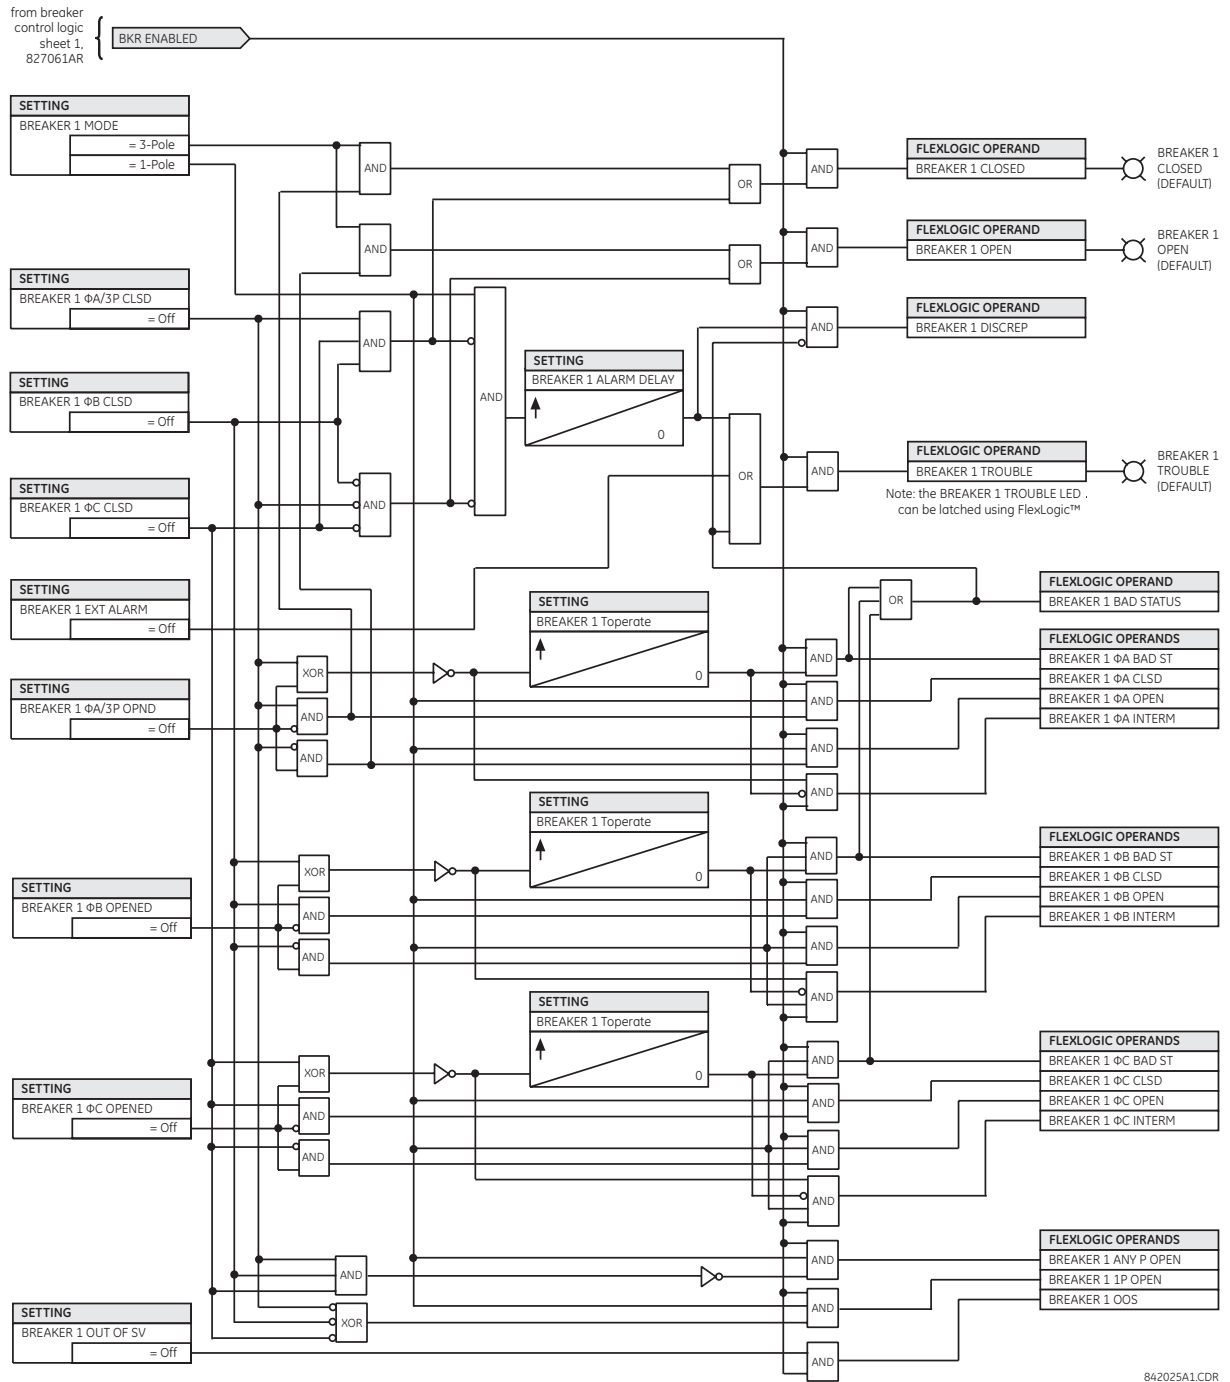 from breaker
control logic
sheet 1,
827061AR
BKR ENABLED
SETTING
BREAKER 1 MODE
= 3-Pole
= 1-Pole
AND
OR
AND
FLEXLOGIC OPERAND
BREAKER 1 CLOSED
BREAKER 1
CLOSED
(DEFAULT)
AND
OR
AND
FLEXLOGIC OPERAND
BREAKER 1 OPEN
BREAKER 1
OPEN
(DEFAULT)
SETTING
BREAKER 1 ΦA/3P CLSD
= Off
AND
AND
FLEXLOGIC OPERAND
BREAKER 1 DISCREP
SETTING
BREAKER 1 ΦB CLSD
= Off
AND
SETTING
BREAKER 1 ALARM DELAY
0
SETTING
BREAKER 1 ΦC CLSD
= Off
AND
OR
AND
FLEXLOGIC OPERAND
BREAKER 1 TROUBLE
BREAKER 1
TROUBLE
(DEFAULT)
Note: the BREAKER 1 TROUBLE LED .
can be latched using FlexLogic™
SETTING
BREAKER 1 EXT ALARM
= Off
SETTING
BREAKER 1 Toperate
0
OR
FLEXLOGIC OPERAND
BREAKER 1 BAD STATUS
SETTING
BREAKER 1 ΦA/3P OPND
= Off
XOR
AND
AND
AND
AND
AND
AND
FLEXLOGIC OPERANDS
BREAKER 1 ΦA BAD ST
BREAKER 1 ΦA CLSD
BREAKER 1 ΦA OPEN
BREAKER 1 ΦA INTERM
SETTING
BREAKER 1 Toperate
0
SETTING
BREAKER 1 ΦB OPENED
= Off
XOR
AND
AND
AND
AND
AND
AND
FLEXLOGIC OPERANDS
BREAKER 1 ΦB BAD ST
BREAKER 1 ΦB CLSD
BREAKER 1 ΦB OPEN
BREAKER 1 ΦB INTERM
SETTING
BREAKER 1 Toperate
0
SETTING
BREAKER 1 ΦC OPENED
= Off
XOR
AND
AND
AND
AND
AND
AND
FLEXLOGIC OPERANDS
BREAKER 1 ΦC BAD ST
BREAKER 1 ΦC CLSD
BREAKER 1 ΦC OPEN
BREAKER 1 ΦC INTERM
SETTING
BREAKER 1 OUT OF SV
= Off
AND
XOR
AND
AND
AND
FLEXLOGIC OPERANDS
BREAKER 1 ANY P OPEN
BREAKER 1 1P OPEN
BREAKER 1 OOS
842025A1.CDR